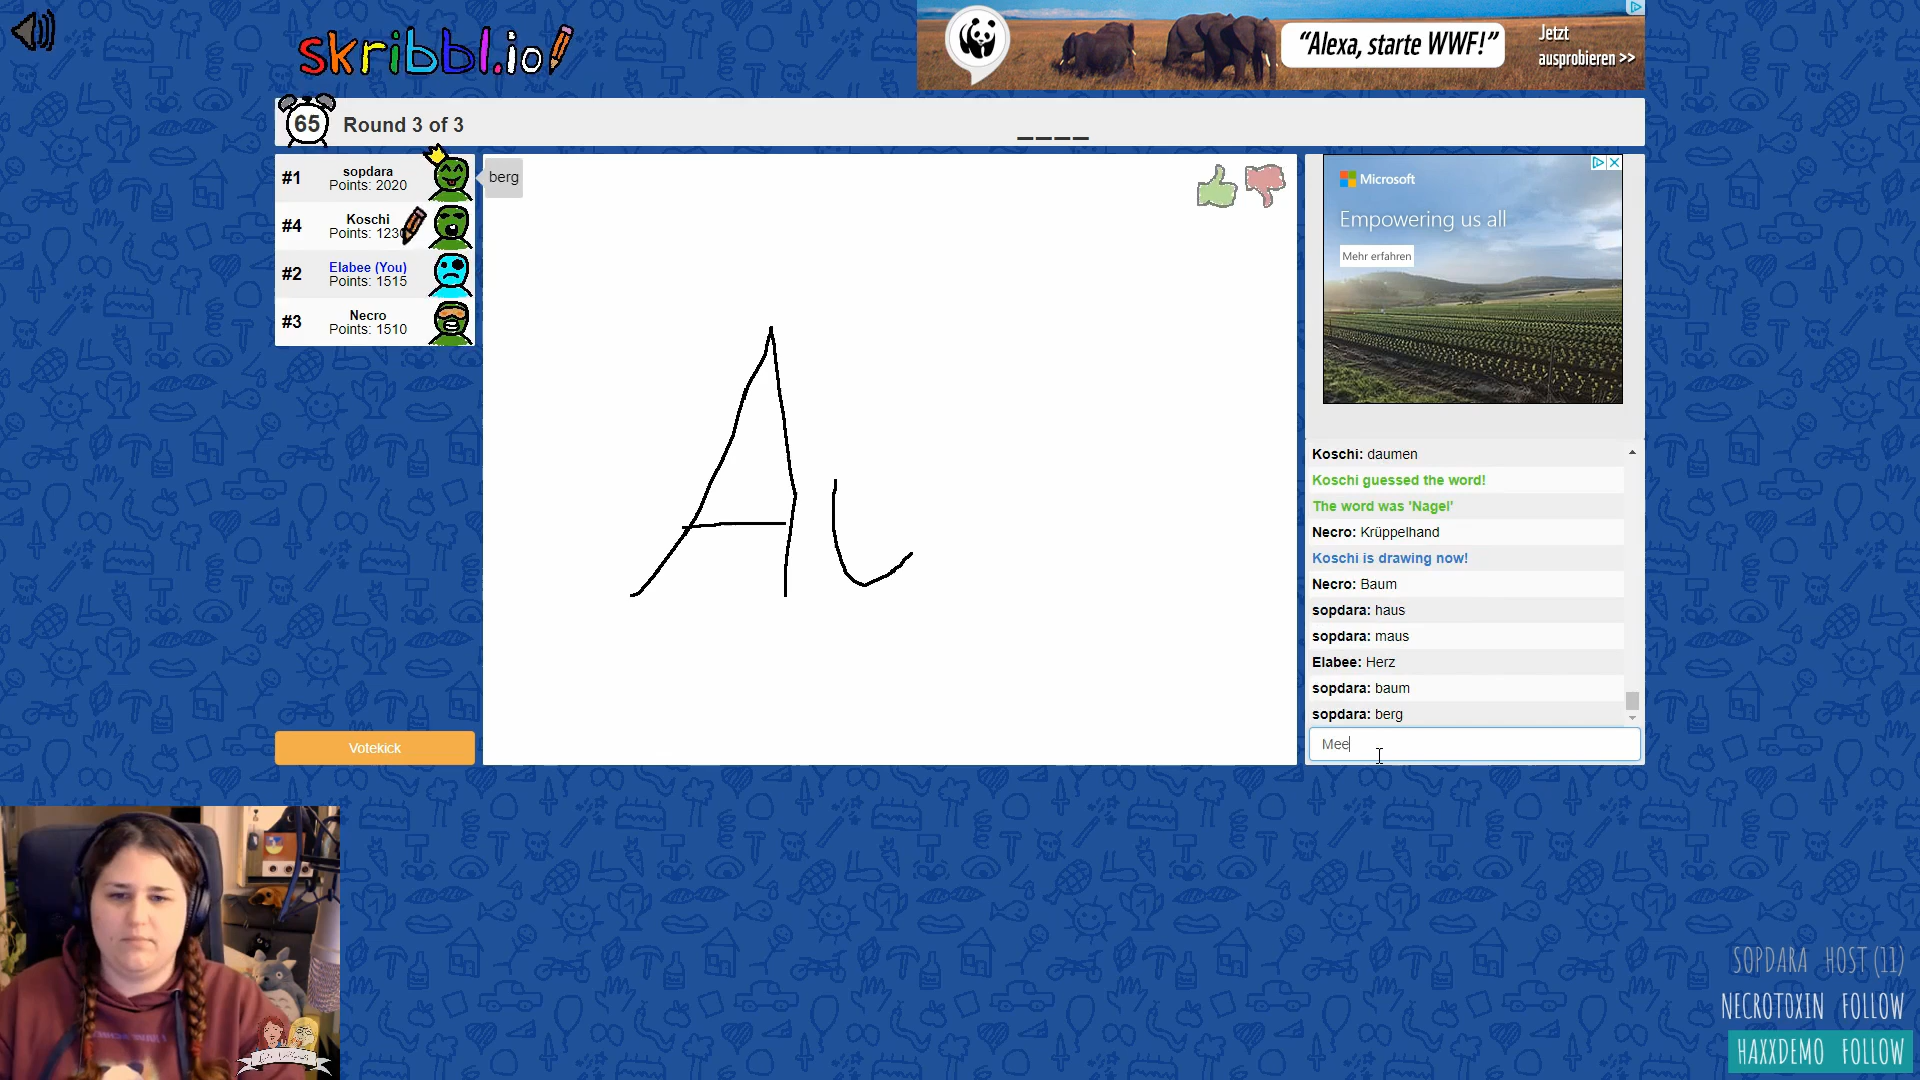 skribbl.io
"Alexa, starte WWF!"
Jetzt
ausprobieren >>
65
Round 3 of 3
____
#1
sopdara
Points: 2020
berg
#4
Koschi
Points: 1230
#2
Elabee (You)
Points: 1515
#3
Necro
Points: 1510
Votekick
AU
Microsoft
Empowering us all
Mehr erfahren
Koschi: daumen
Koschi guessed the word!
The word was 'Nagel'
Necro: Krüppelhand
Koschi is drawing now!
Necro: Baum
sopdara: haus
sopdara: maus
Elabee: Herz
sopdara: baum
sopdara: berg
Mee
SOPDARA HOST (11)
NECROTOXIN FOLLOW
HAXXDEMO FOLLOW